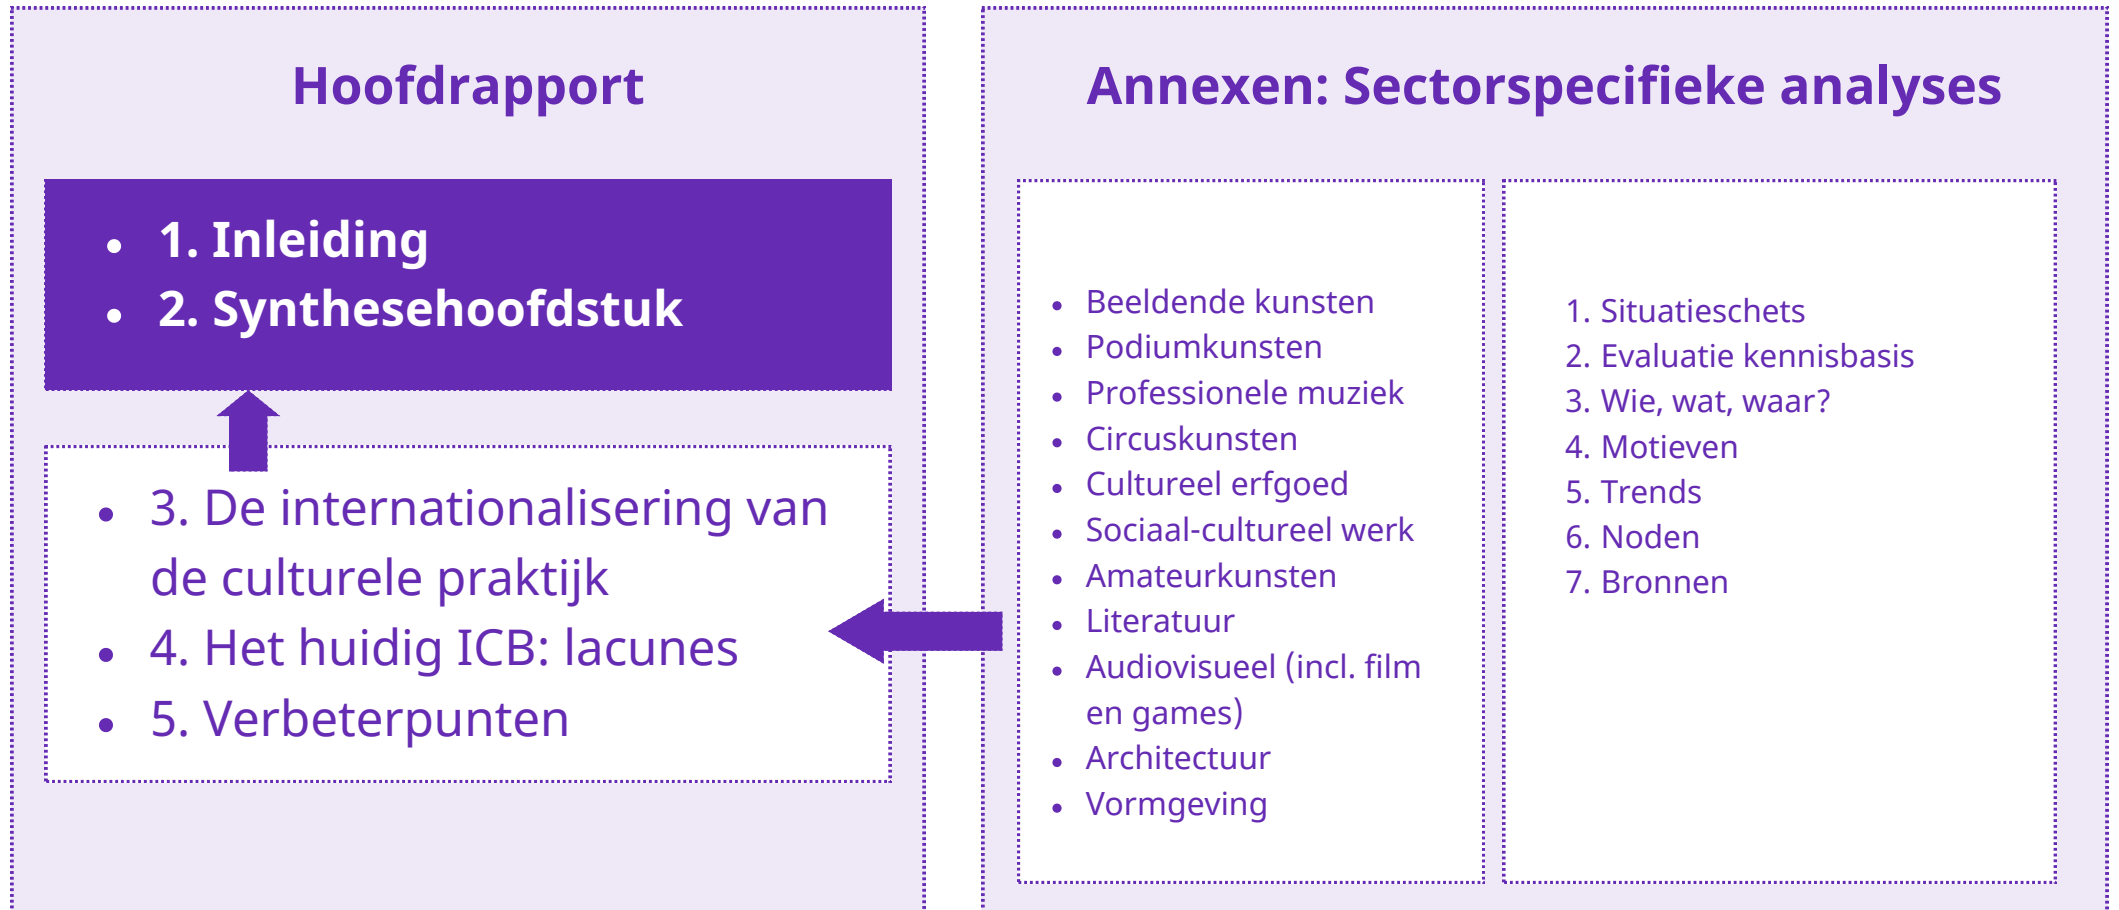 Hoofdrapport
• 1. Inleiding
• 2. Synthesehoofdstuk
• 3. De internationalisering van
de culturele praktijk
• 4. Het huidig ICB: lacunes
• 5. Verbeterpunten
Annexen: Sectorspecifieke analyses
• Beeldende kunsten
• Podiumkunsten
• Professionele muziek
• Circuskunsten
• Cultureel erfgoed
• Sociaal-cultureel werk
• Amateurkunsten
• Literatuur
• Audiovisueel (incl. film
en games)
• Architectuur
• Vormgeving
1. Situatieschets
2. Evaluatie kennisbasis
3. Wie, wat, waar?
4. Motieven
5. Trends
6. Noden
7. Bronnen